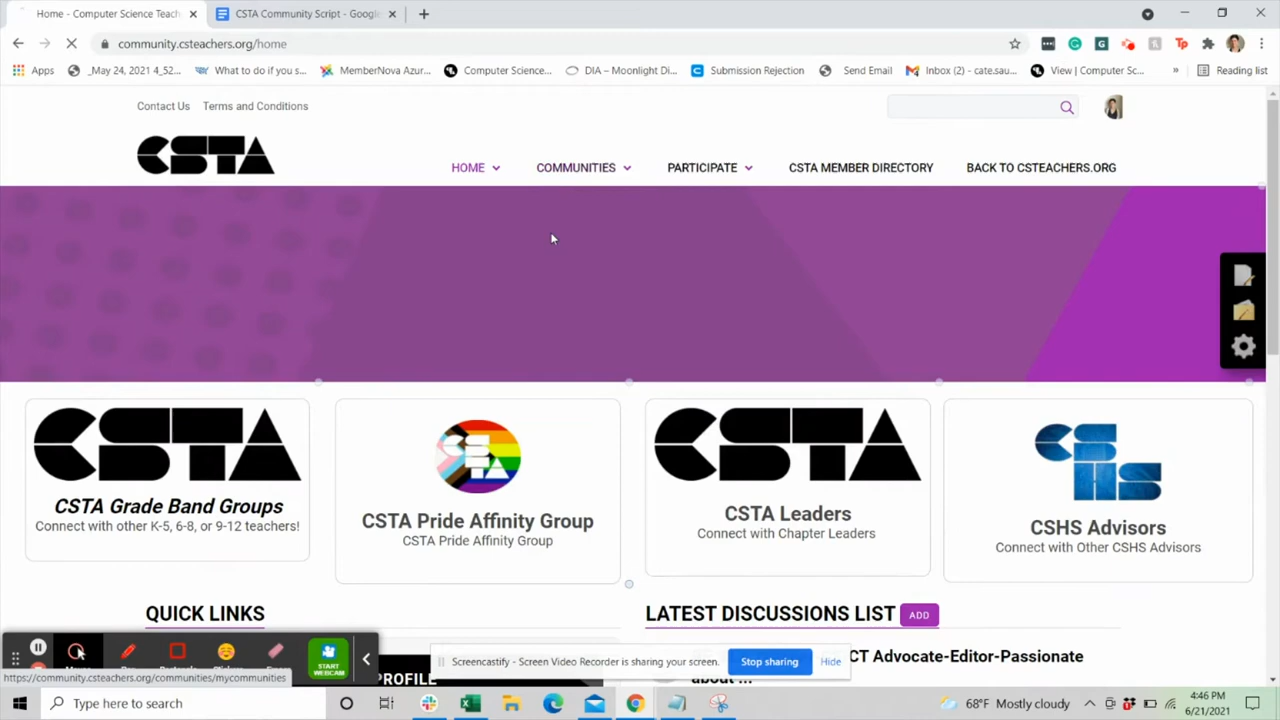 Home - Computer Science Teach
CSTA Community Script - Google
community.csteachers.org/home
Apps
_May 24, 2021 4_52...
What to do if you s...
MemberNova Azur...
Computer Science...
DIA – Moonlight Di...
Submission Rejection
Send Email
Inbox (2) - cate.sau...
View | Computer Sc...
»
Reading list
Contact Us
Terms and Conditions
CSTA
HOME
COMMUNITIES
PARTICIPATE
CSTA MEMBER DIRECTORY
BACK TO CSTEACHERS.ORG
CSTA
CSTA Grade Band Groups
Connect with other K-5, 6-8, or 9-12 teachers!
CSTA
CSTA Pride Affinity Group
CSTA Pride Affinity Group
CSTA
CSTA Leaders
Connect with Chapter Leaders
CSHS
CSHS Advisors
Connect with Other CSHS Advisors
QUICK LINKS
LATEST DISCUSSIONS LIST
ADD
CT Advocate-Editor-Passionate
about ...
PROFILE
START
WEBCAM
Screencastify - Screen Video Recorder is sharing your screen.
Stop sharing
Hide
https://community.csteachers.org/communities/mycommunities
Type here to search
68°F Mostly cloudy
4:46 PM
6/21/2021